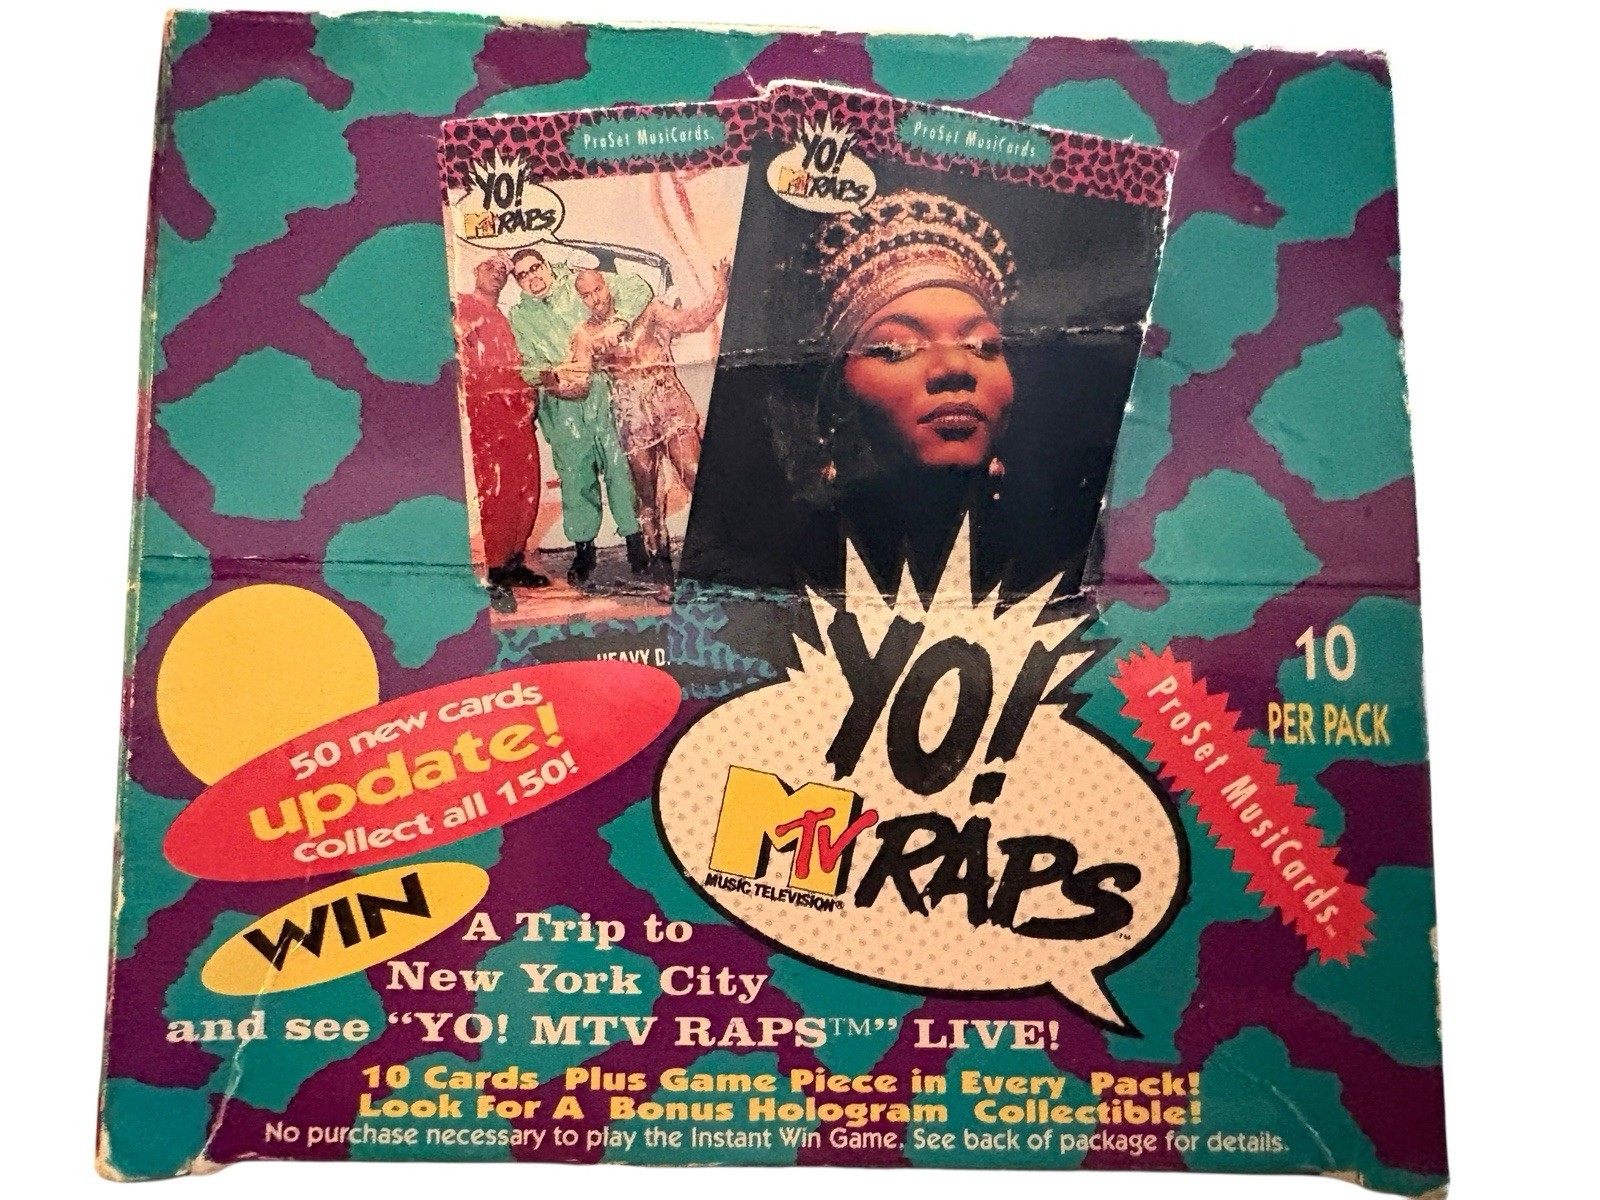 ProSet MusiCards
YO!
MTV RAPS
ProSet MusiCards
YO!
MTV RAPS
HEAVY D.
50 new cards
update!
collect all 150!
YO!
MTV RAPS™
MUSIC TELEVISION®
10
PER PACK
ProSet MusiCards™
WIN
A Trip to
New York City
and see “YO! MTV RAPS™” LIVE!
10 Cards Plus Game Piece in Every Pack!
Look For A Bonus Hologram Collectible!
No purchase necessary to play the Instant Win Game. See back of package for details.